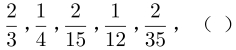 2/3 , 1/4 , 2/15 , 1/12 , 2/35 , ( )